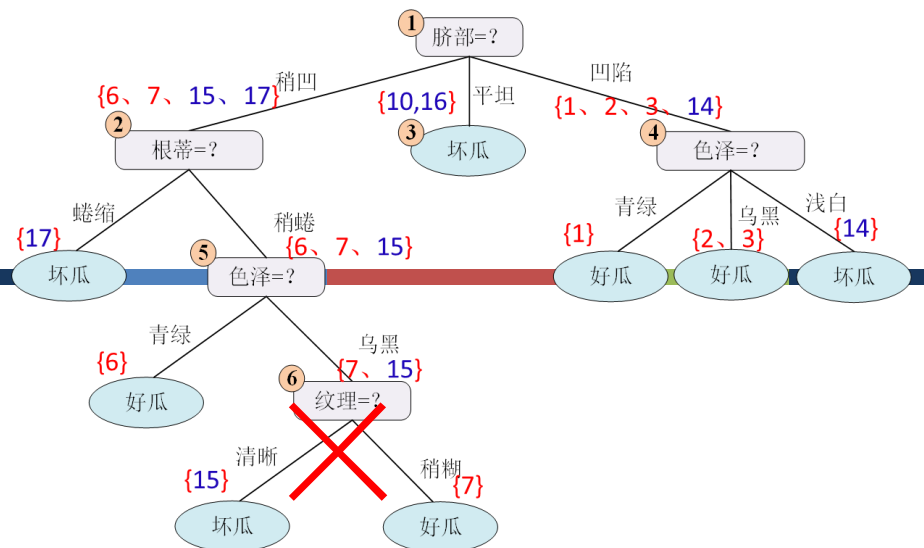 1
脐部=?
稍凹
平坦
凹陷
{6、7、15、17}
{10,16}
{1、2、3、14}
2
根蒂=?
3
坏瓜
4
色泽=?
蜷缩
稍蜷
青绿
乌黑
浅白
{17}
{6、7、15}
{1}
{2、3}
{14}
坏瓜
5
色泽=?
好瓜
好瓜
坏瓜
青绿
乌黑
{6}
{7、15}
好瓜
6
纹理=?
清晰
稍糊
{15}
{7}
坏瓜
好瓜